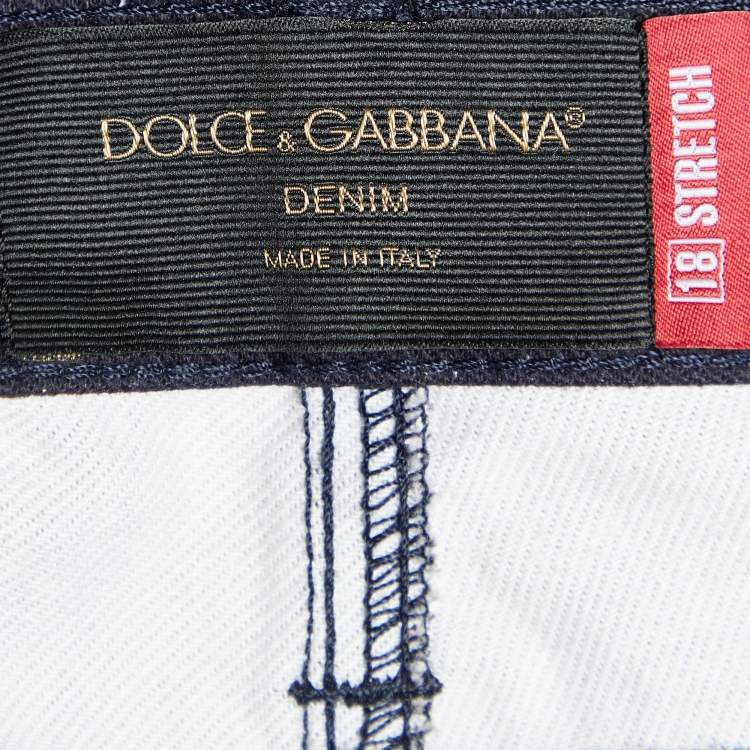 DOLCE & GABBANA®
DENIM
MADE IN ITALY
18 STRETCH